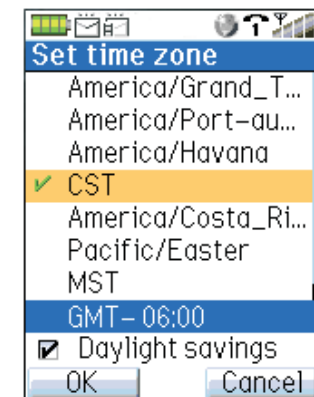 Set time zone
America/Grand_T...
America/Port-au...
America/Havana
CST
America/Costa_Ri...
Pacific/Easter
MST
GMT- 06:00
Daylight savings
OK Cancel